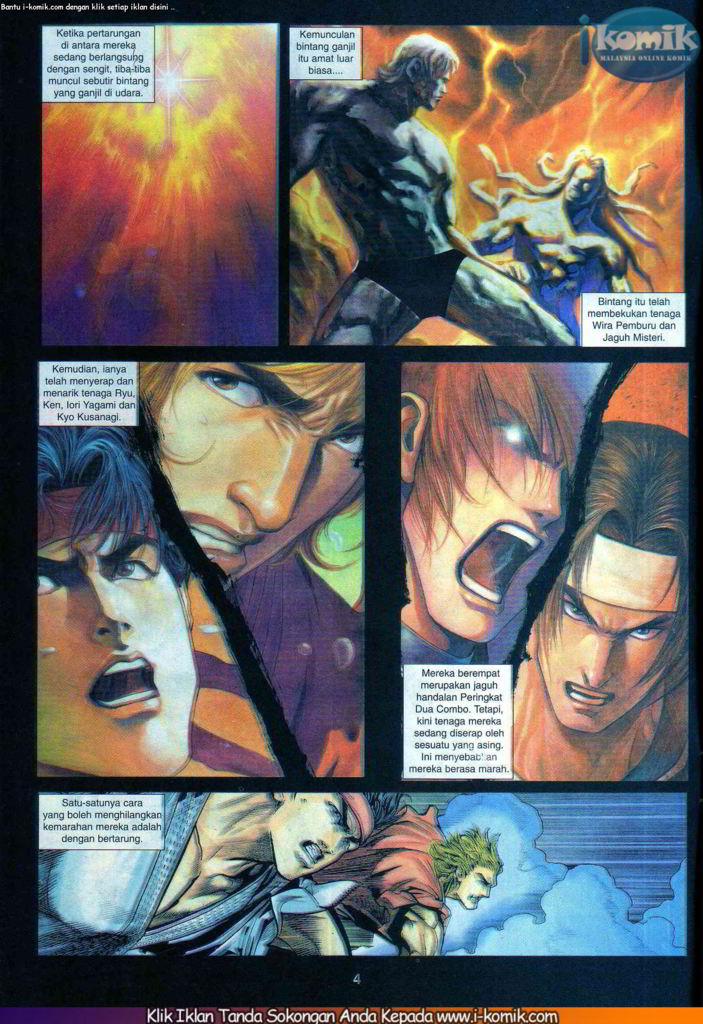 Bantu i-komik.com dengan klik setiap iklan disini ..
iKomik
MALAYSIA ONLINE KOMIK
Ketika pertarungan
di antara mereka
sedang berlangsung
dengan sengit, tiba-tiba
muncul sebutir bintang
yang ganjil di udara.
Kemunculan
bintang ganjil
itu amat luar
biasa....
Bintang itu telah
membekukan tenaga
Wira Pemburu dan
Jaguh Misteri.
Kemudian, ianya
telah menyerap dan
menarik tenaga Ryu,
Ken, Iori Yagami dan
Kyo Kusanagi.
Mereka berempat
merupakan jaguh
handalan Peringkat
Dua Combo. Tetapi,
kini tenaga mereka
sedang diserap oleh
sesuatu yang asing.
Ini menyebabkan
mereka berasa marah.
Satu-satunya cara
yang boleh menghilangkan
kemarahan mereka adalah
dengan bertarung.
4
Klik Iklan Tanda Sokongan Anda Kepada www.i-komik.com